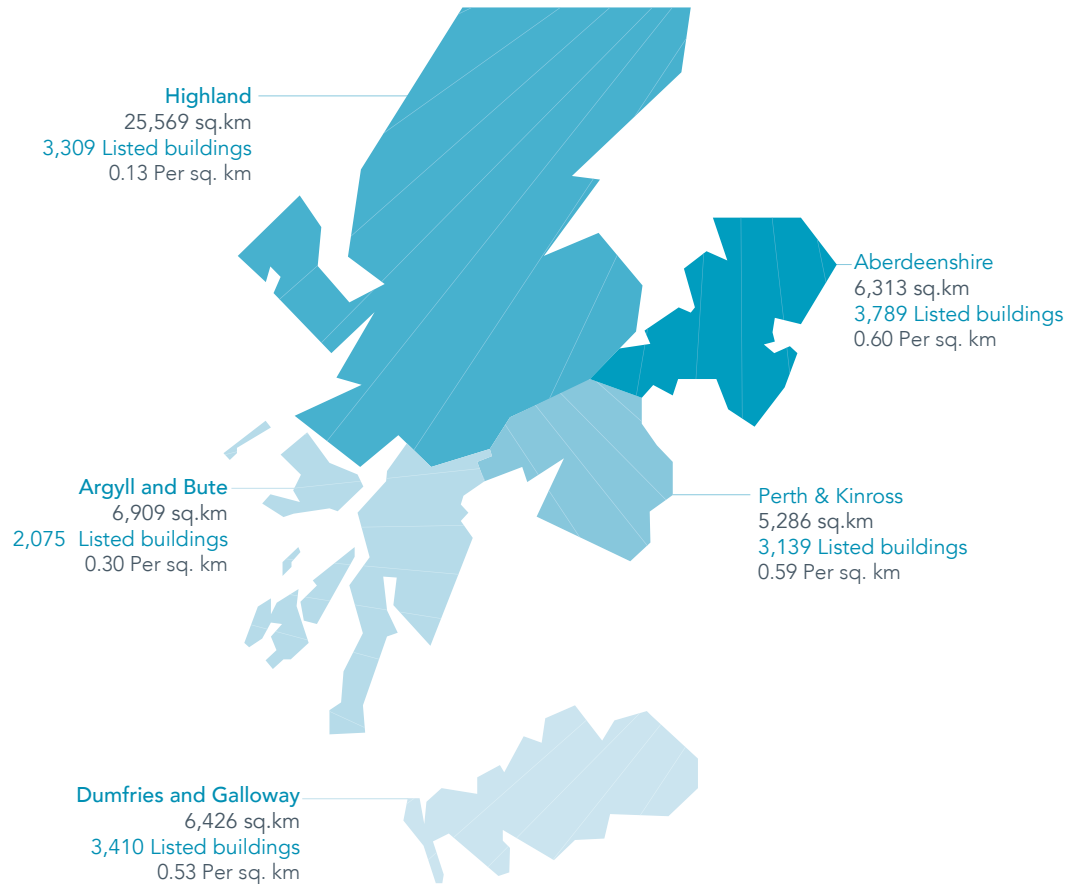 Highland
25,569 sq.km
3,309 Listed buildings
0.13 Per sq. km
Aberdeenshire
6,313 sq.km
3,789 Listed buildings
0.60 Per sq. km
Argyll and Bute
6,909 sq.km
2,075 Listed buildings
0.30 Per sq. km
Perth & Kinross
5,286 sq.km
3,139 Listed buildings
0.59 Per sq. km
Dumfries and Galloway
6,426 sq.km
3,410 Listed buildings
0.53 Per sq. km